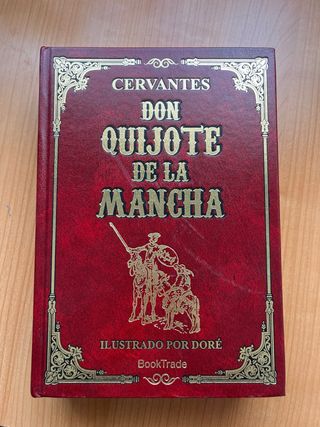 CERVANTES
DON
QUIJOTE
DE LA
MANCHA
ILUSTRADO POR DORÉ
BookTrade